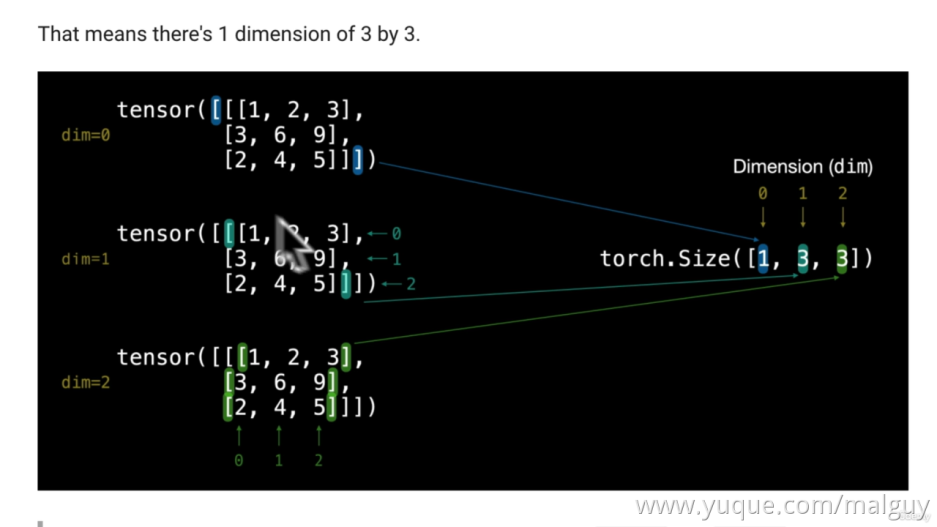 That means there's 1 dimension of 3 by 3.
tensor([[[1, 2, 3],
dim=0
[3, 6, 9],
[2, 4, 5]]])
Dimension (dim)
0 1 2
tensor([[[1, 2, 3], 0
dim=1
[3, 6, 9], 1
[2, 4, 5]]]) 2
torch.Size([1, 3, 3])
tensor([[[1, 2, 3],
dim=2
[3, 6, 9],
[2, 4, 5]]])
0 1 2
www.yuque.com/malguy